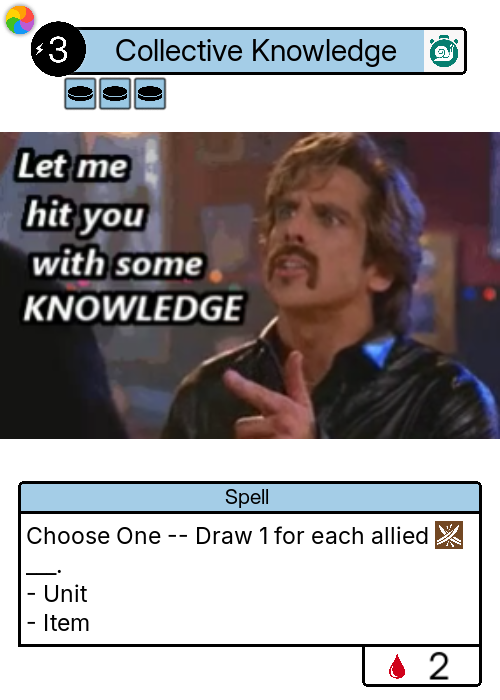 3 Collective Knowledge
Let me
hit you
with some
KNOWLEDGE
Spell
Choose One -- Draw 1 for each allied
___.
- Unit
- Item
2